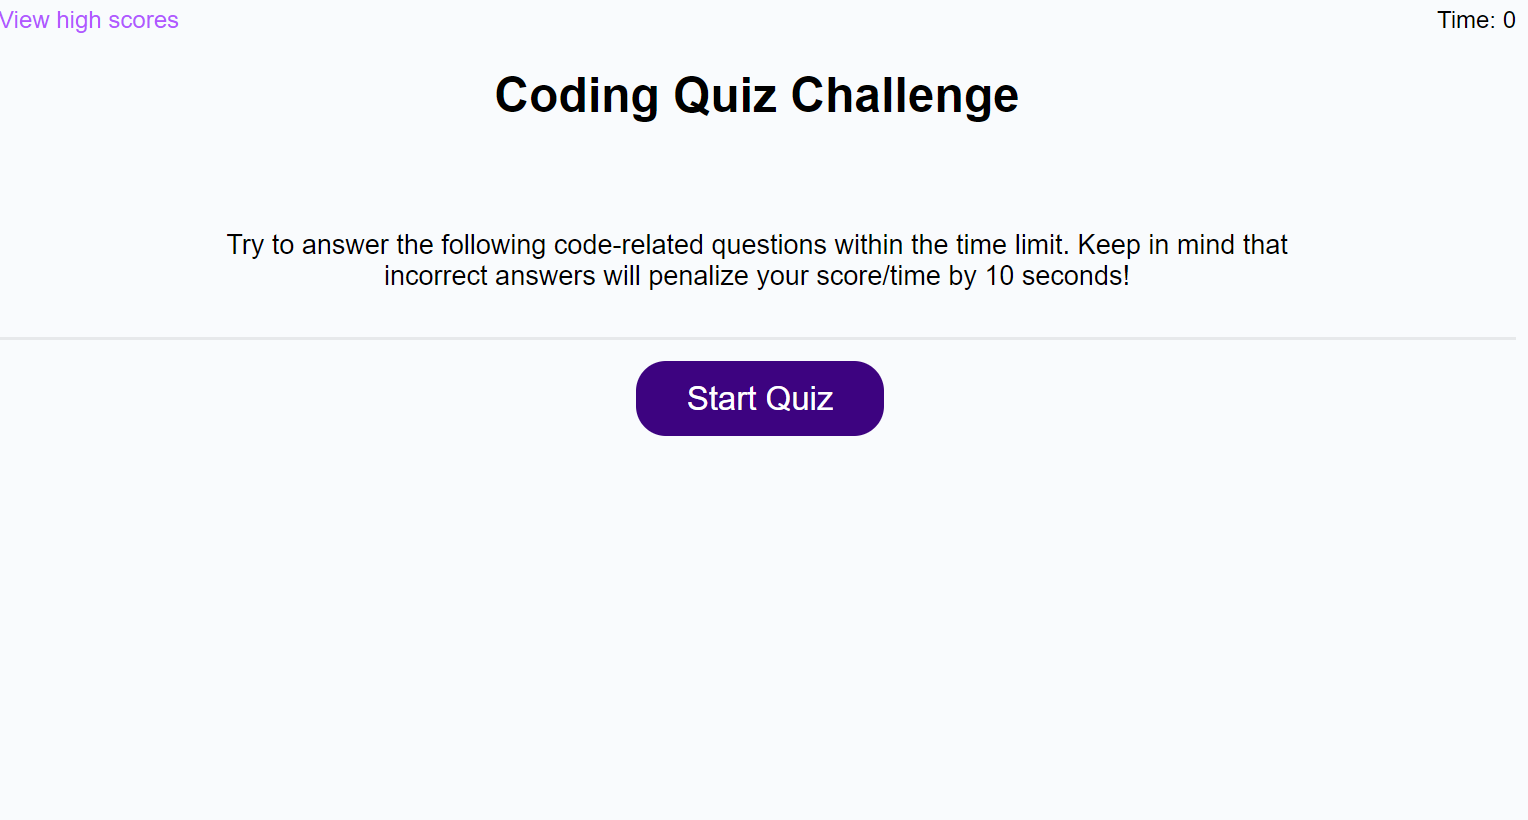 View high scores
Time: 0
Coding Quiz Challenge
Try to answer the following code-related questions within the time limit. Keep in mind that
incorrect answers will penalize your score/time by 10 seconds!
Start Quiz